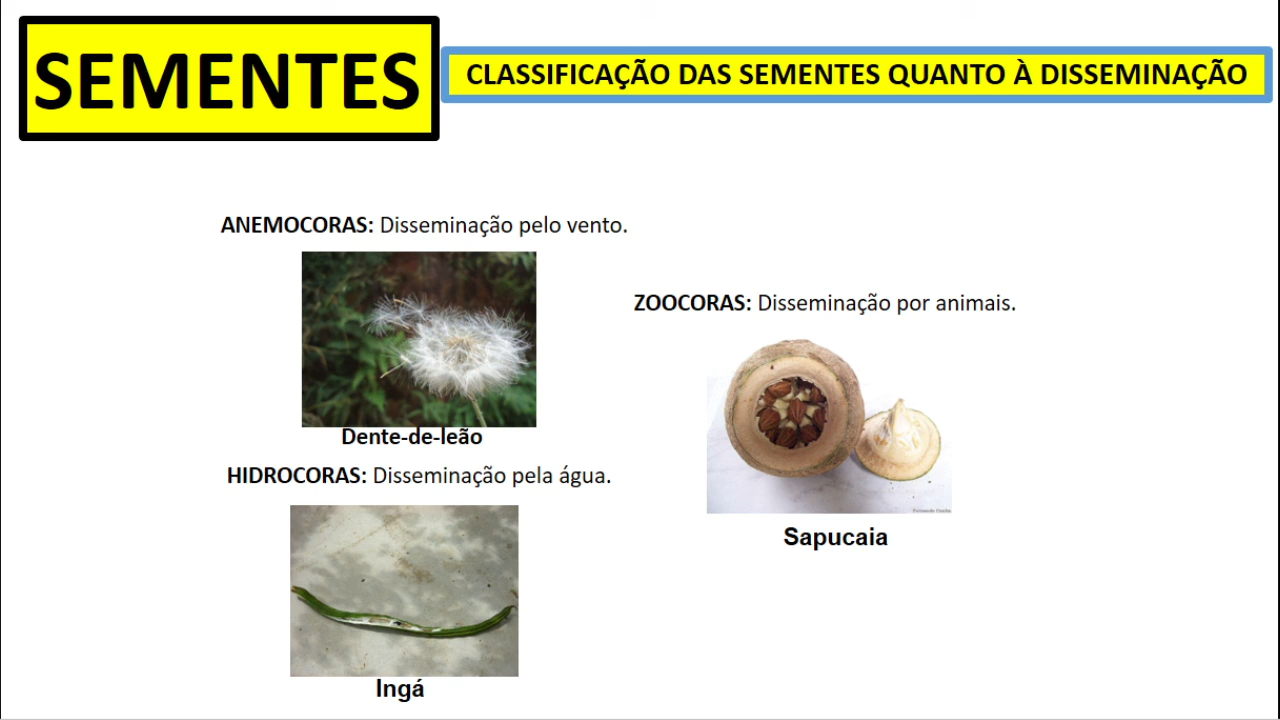 SEMENTES
CLASSIFICAÇÃO DAS SEMENTES QUANTO À DISSEMINAÇÃO
ANEMOCORAS: Disseminação pelo vento.
Dente-de-leão
HIDROCORAS: Disseminação pela água.
Ingá
ZOOCORAS: Disseminação por animais.
Sapucaia